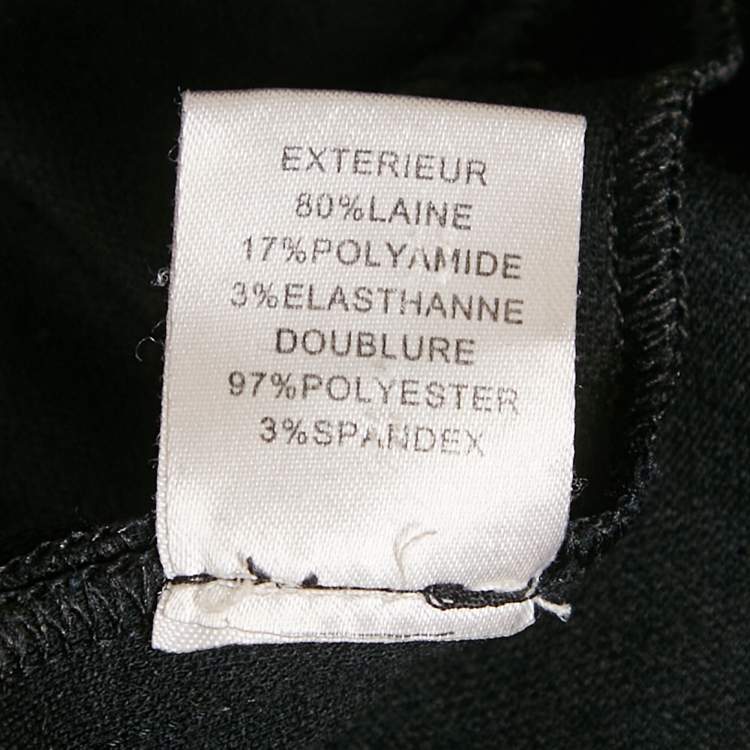 EXTERIEUR
80%LAINE
17%POLYAMIDE
3%ELASTHANNE
DOUBLURE
97%POLYESTER
3%SPANDEX